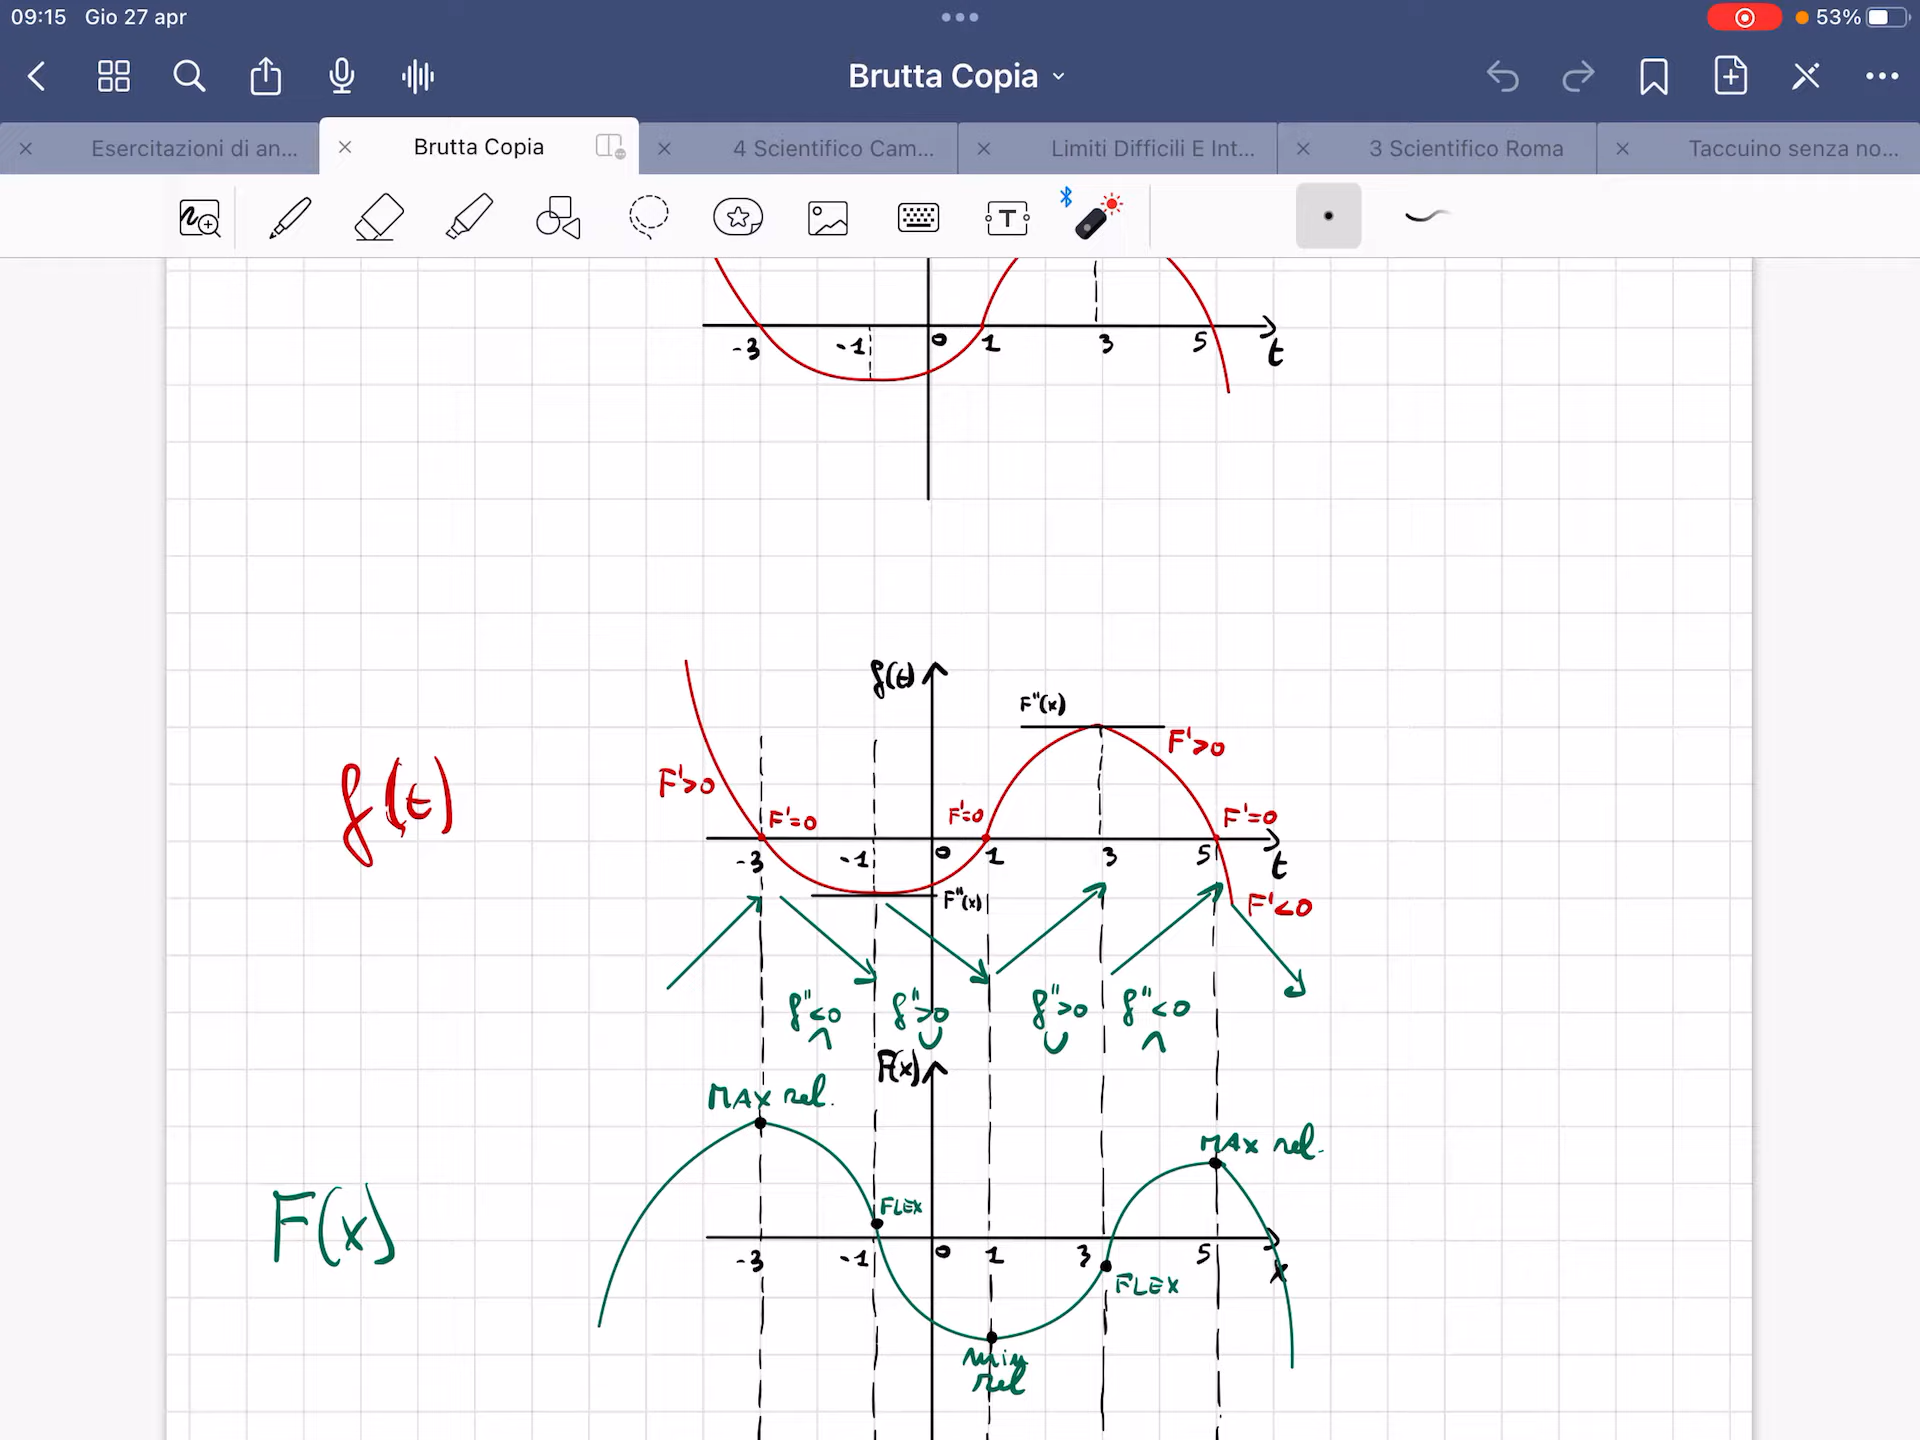 09:15 Gio 27 apr
53%
Brutta Copia
Esercitazioni di an...
Brutta Copia
4 Scientifico Cam...
Limiti Difficili E Int...
3 Scientifico Roma
Taccuino senza no...
T
-3 -1 0 1 3 5 t
f(t)
F''(x)
F'>0
F'>0
f(t)
F'=0 F'=0 F'=0
-3 -1 0 1 3 5 t
F''(x)
F'<0
f''<0 f''>0 f''>0 f''<0
F(x)
MAX rel.
MAX rel.
FLEX
F(x)
-3 -1 0 1 3 5 x
FLEX
min
rel